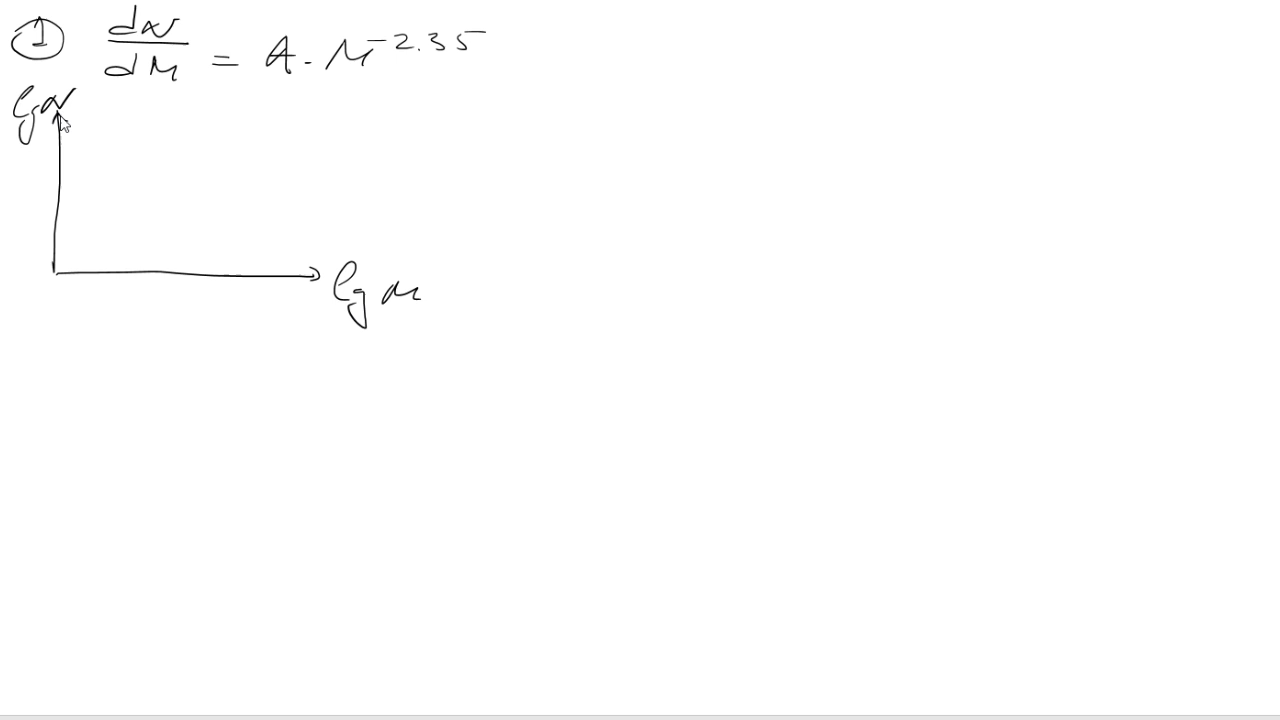 ① dN/dM = A · M^-2.35
lg N
lg M